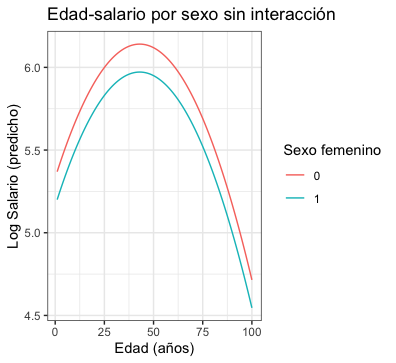 Edad-salario por sexo sin interacción
Log Salario (predicho)
6.0
5.5
5.0
4.5
0
25
50
75
100
Edad (años)
Sexo femenino
0
1